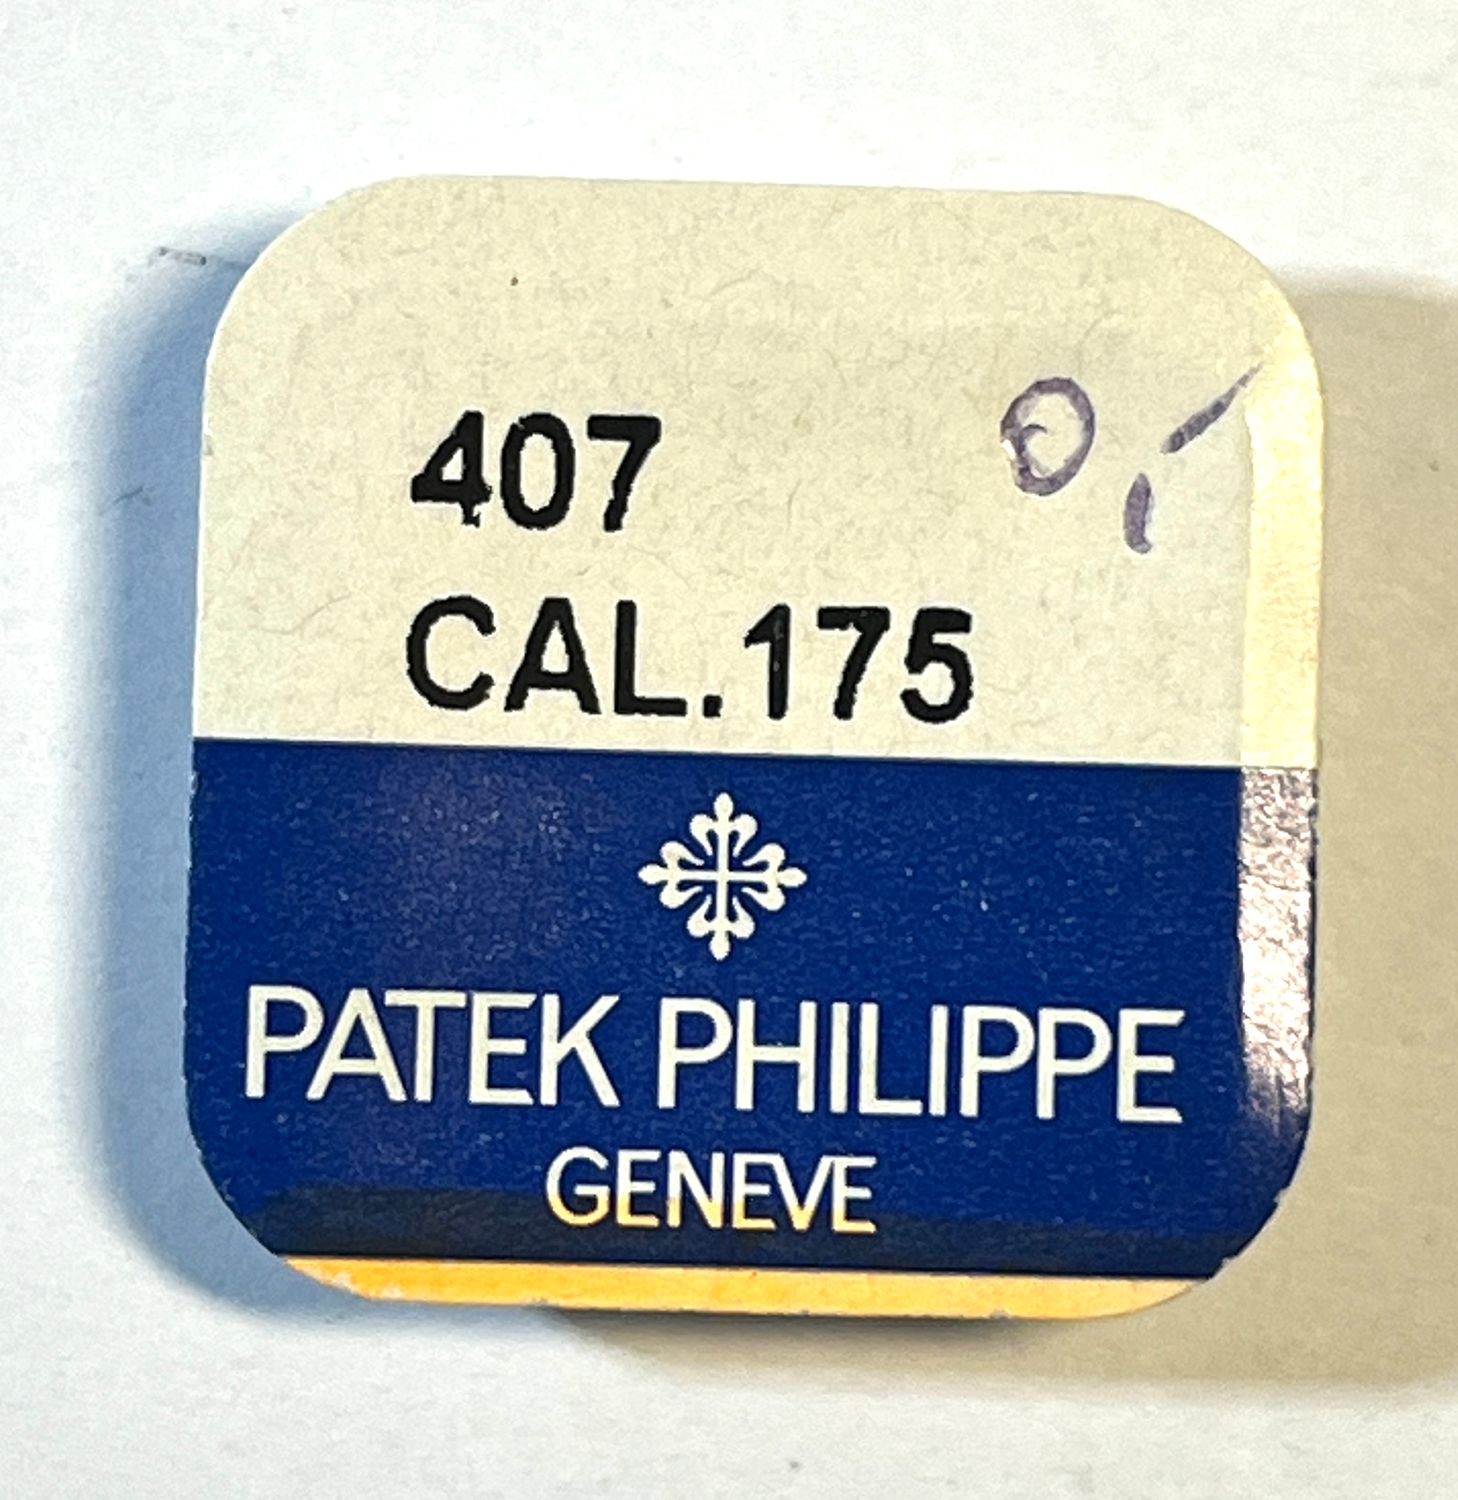 407
CAL.175
PATEK PHILIPPE
GENEVE